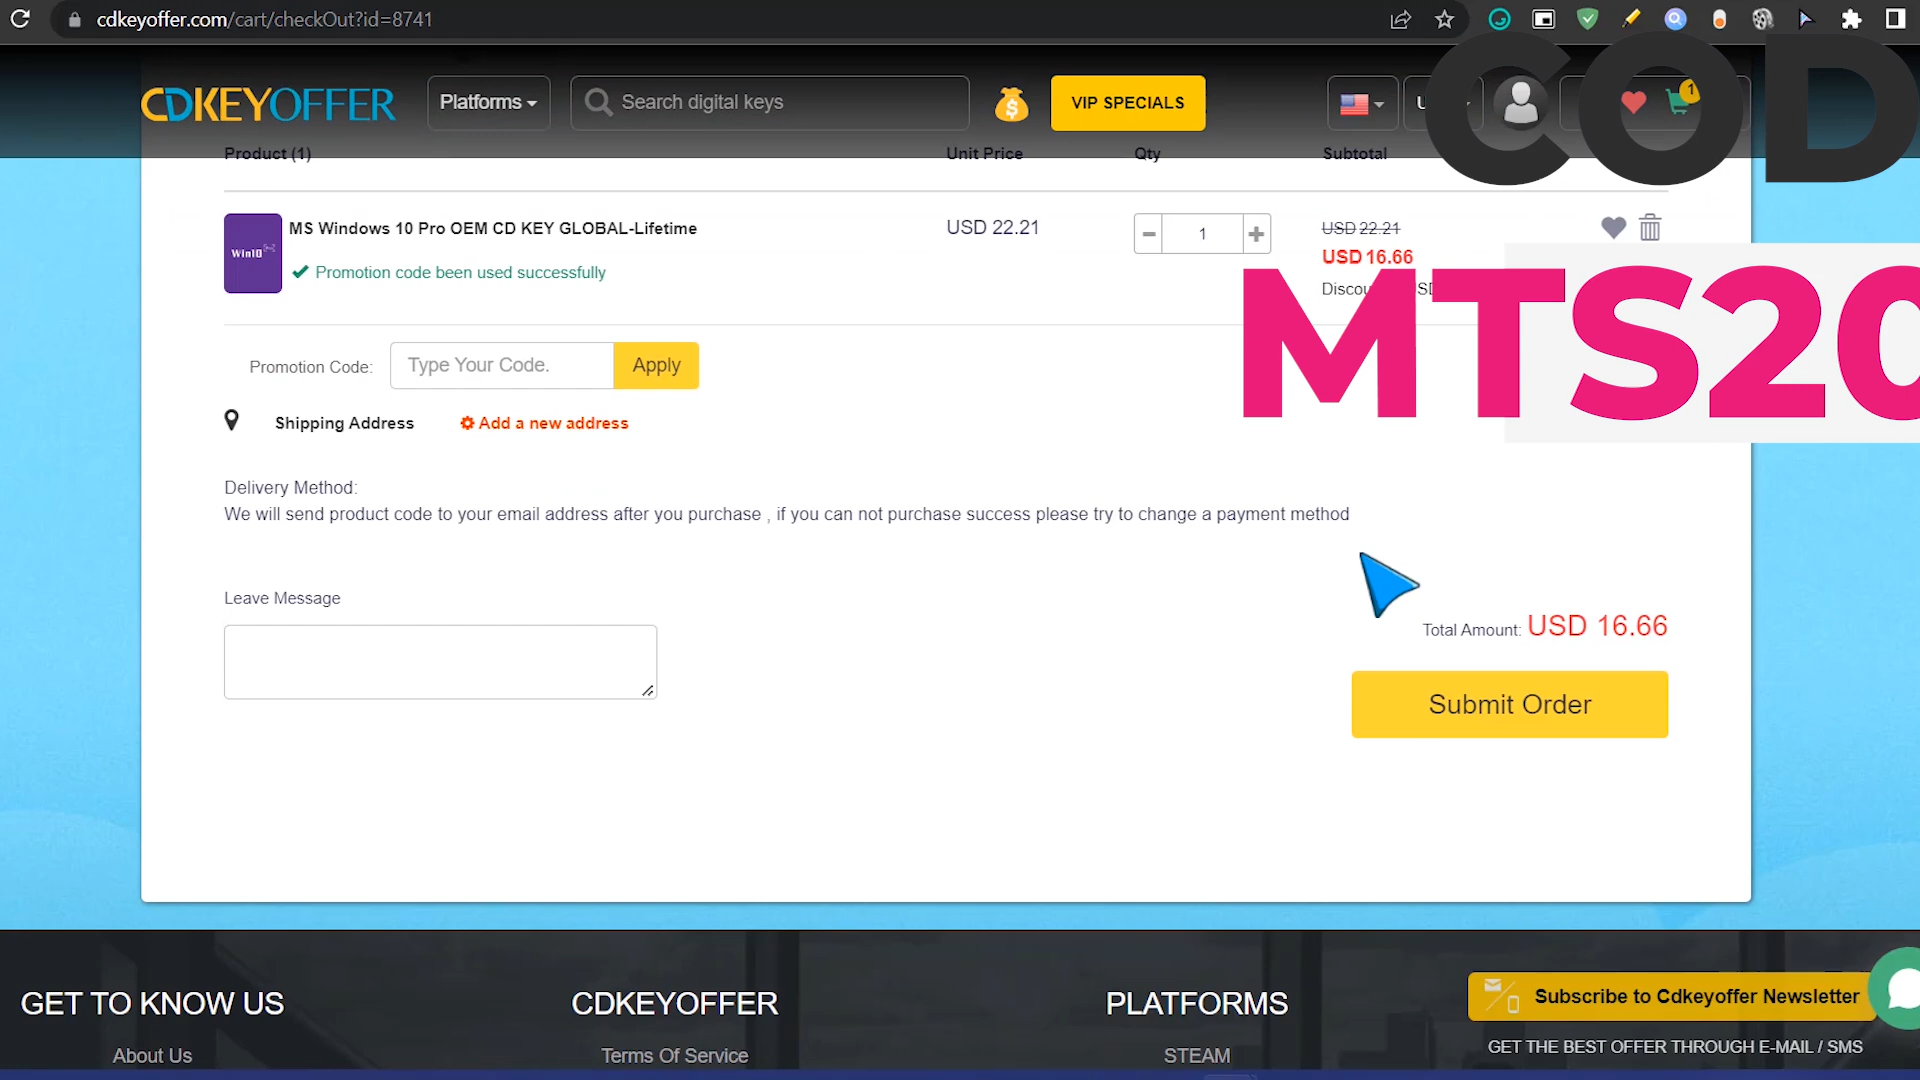 cdkeyoffer.com/cart/checkOut?id=8741
COD
CDKEYOFFER
Platforms
Search digital keys
VIP SPECIALS
1
Product (1)
Unit Price
Qty
Subtotal
Win10
MS Windows 10 Pro OEM CD KEY GLOBAL-Lifetime
USD 22.21
1
USD 22.21
Promotion code been used successfully
USD 16.66
MTS20
Promotion Code:
Type Your Code.
Apply
Shipping Address
Add a new address
Delivery Method:
We will send product code to your email address after you purchase , if you can not purchase success please try to change a payment method
Leave Message
Total Amount: USD 16.66
Submit Order
GET TO KNOW US
CDKEYOFFER
PLATFORMS
Subscribe to Cdkeyoffer Newsletter
About Us
Terms Of Service
STEAM
GET THE BEST OFFER THROUGH E-MAIL / SMS